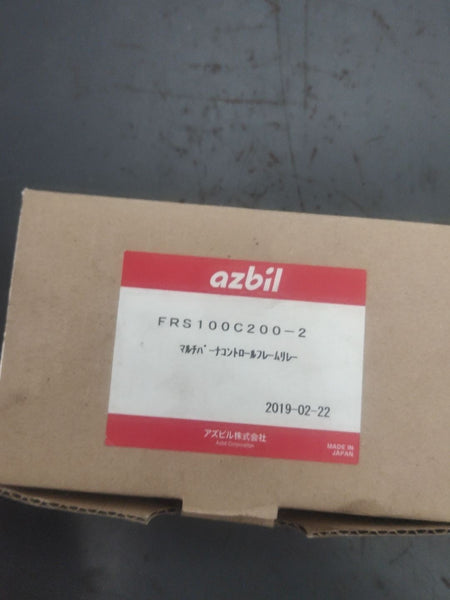 azbil
FRS100C200-2
マルチバーナコントロールフレームリレー
2019-02-22
アズビル株式会社
Azbil Corporation
MADE IN
JAPAN